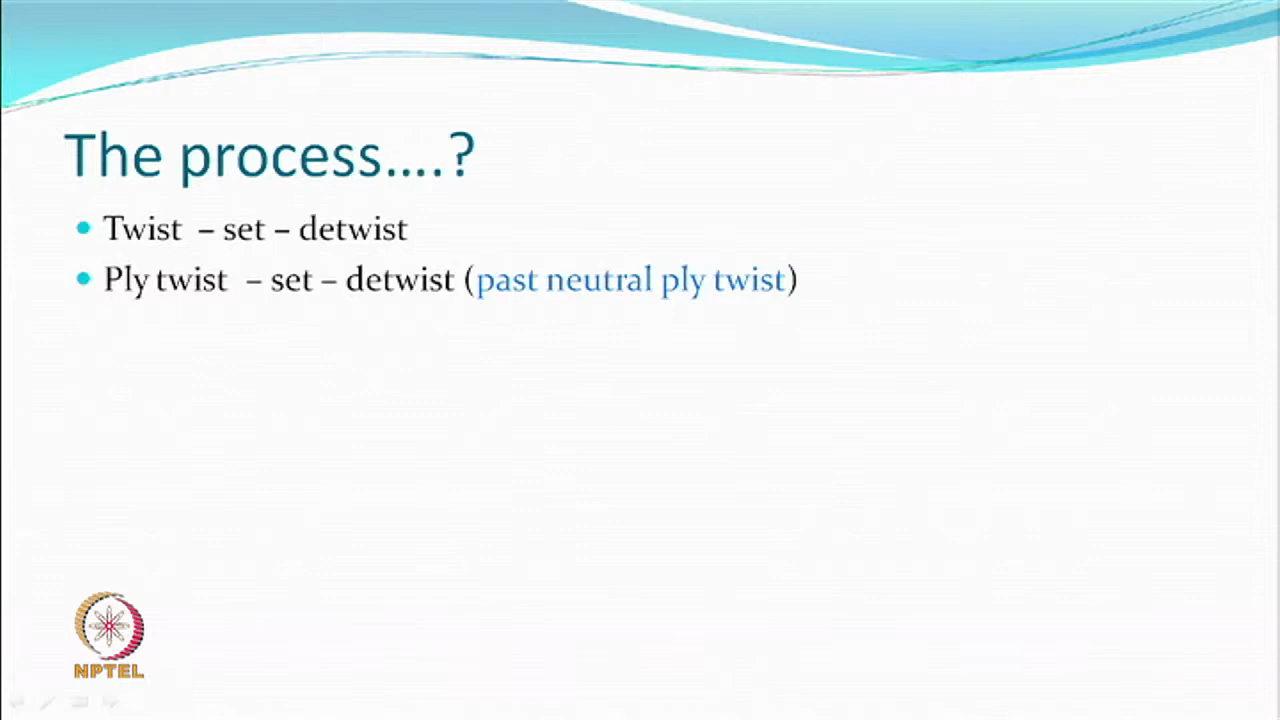 The process....?
Twist – set – detwist
Ply twist – set – detwist (past neutral ply twist)
NPTEL